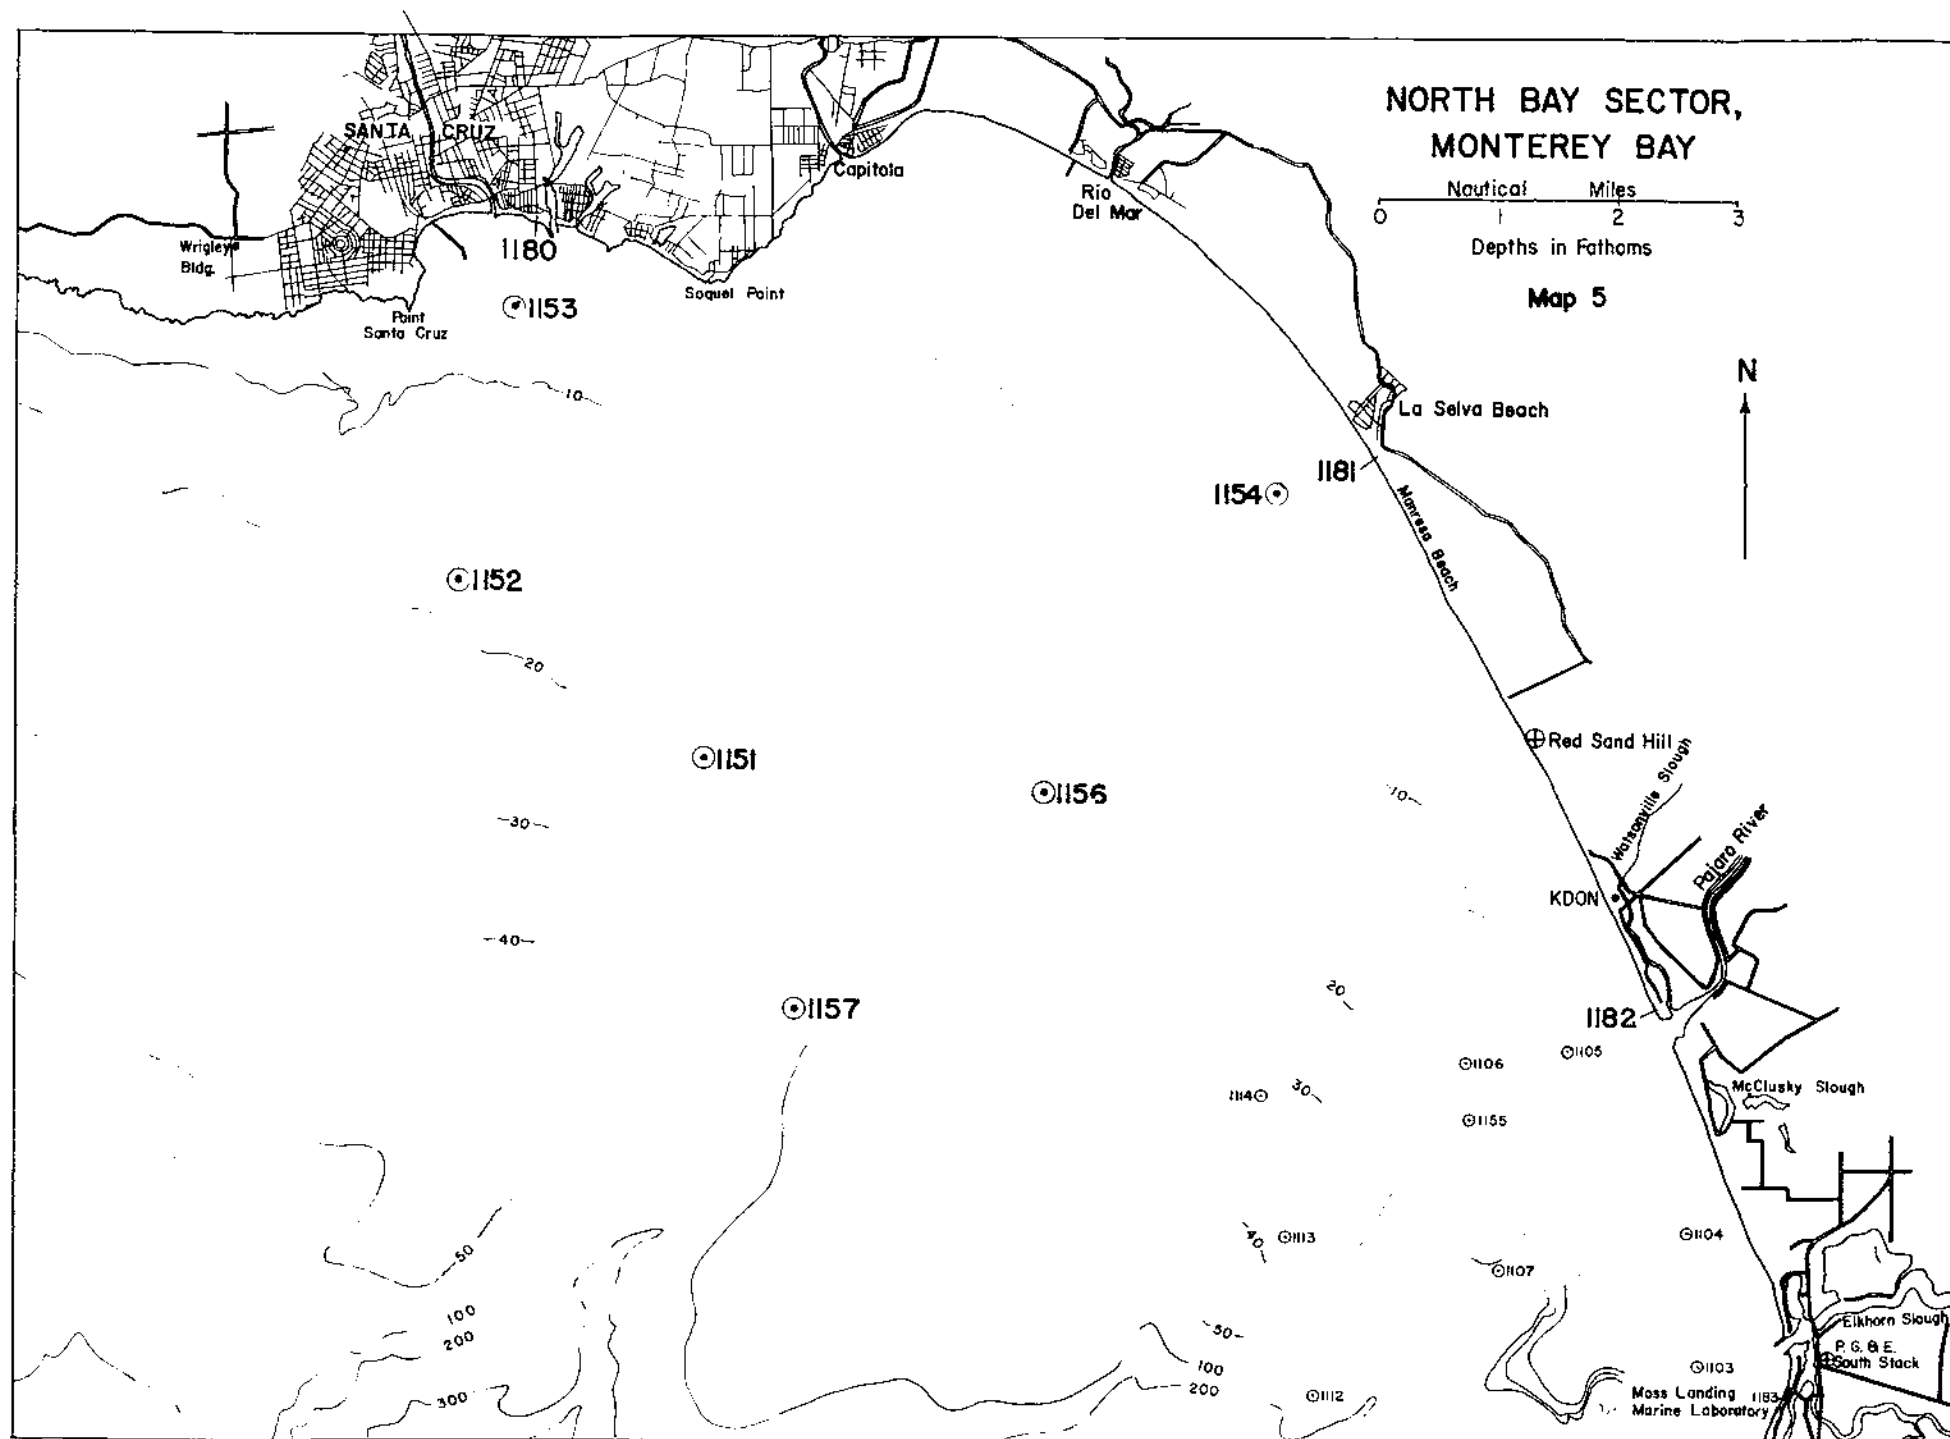 NORTH BAY SECTOR,
MONTEREY BAY
Nautical Miles
0 1 2 3
Depths in Fathoms
Map 5
N
SANTA CRUZ
Capitola
Rio
Del Mar
Wrigley
Bldg.
1180
Soquel Point
1153
Point
Santa Cruz
10
La Selva Beach
1181
1154
Manresa Beach
1152
20
Red Sand Hill
1151
1156
10
30
Watsonville Slough
Pajaro River
KDON
40
20
1157
1182
1105
1106
30
1114
McClusky Slough
1155
40
1113
1104
50
1107
100
200
50
100
200
300
Elkhorn Slough
P. G. & E.
South Stack
1103
1112
Moss Landing
Marine Laboratory
1183